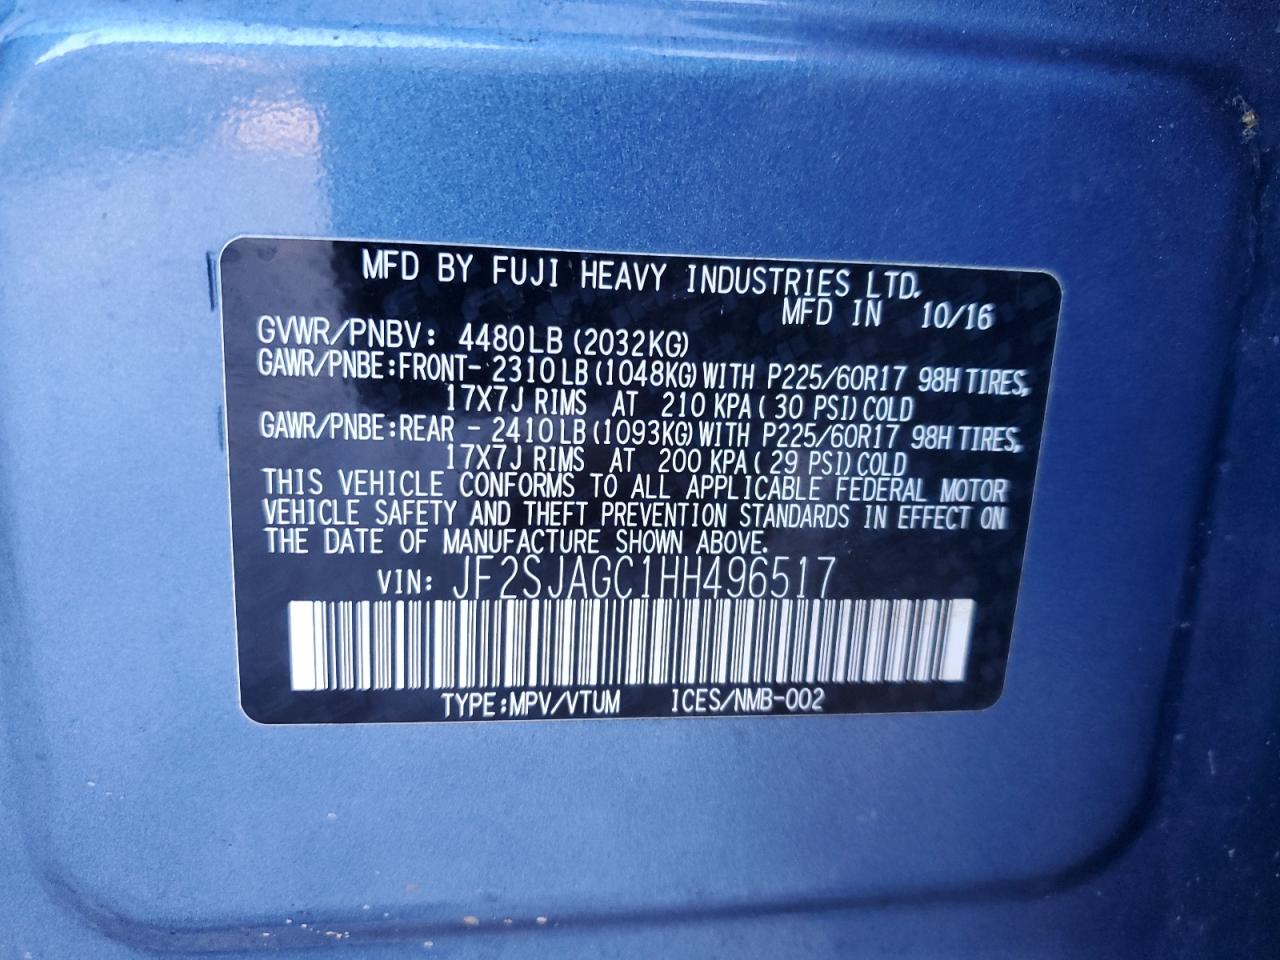 MFD BY FUJI HEAVY INDUSTRIES LTD.
MFD IN 10/16
GVWR/PNBV: 4480LB (2032KG)
GAWR/PNBE:FRONT- 2310LB(1048KG)WITH P225/60R17 98H TIRES,
17X7J RIMS AT 210 KPA( 30 PSI)COLD
GAWR/PNBE:REAR - 2410LB(1093KG)WITH P225/60R17 98H TIRES,
17X7J RIMS AT 200 KPA( 29 PSI)COLD
THIS VEHICLE CONFORMS TO ALL APPLICABLE FEDERAL MOTOR
VEHICLE SAFETY AND THEFT PREVENTION STANDARDS IN EFFECT ON
THE DATE OF MANUFACTURE SHOWN ABOVE.
VIN: JF2SJAGC1HH496517
TYPE:MPV/VTUM ICES/NMB-002